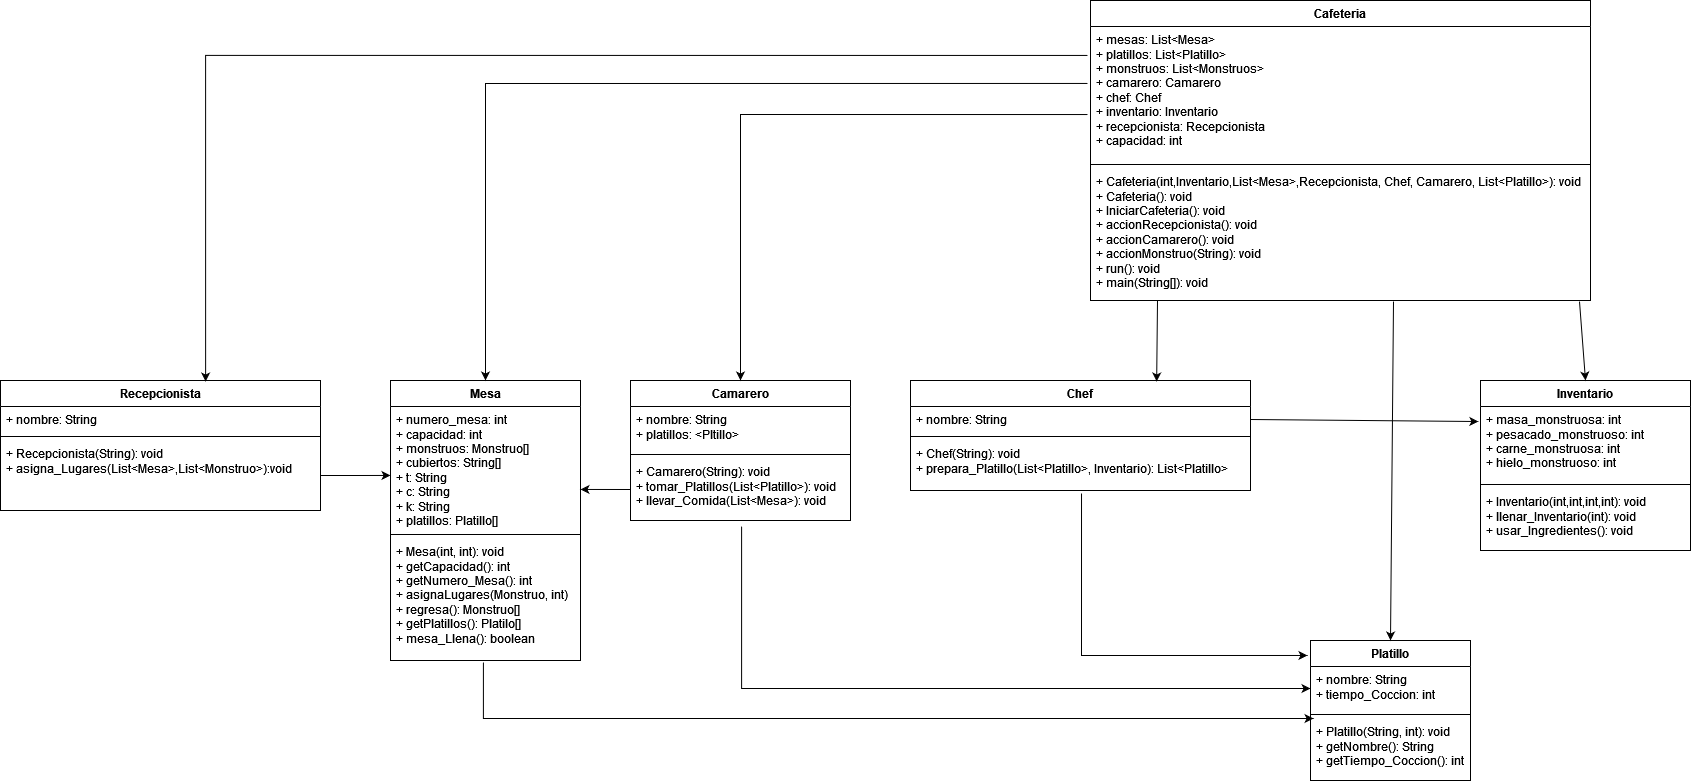 Cafeteria
+ mesas: List<Mesa>
+ platillos: List<Platillo>
+ monstruos: List<Monstruos>
+ camarero: Camarero
+ chef: Chef
+ inventario: Inventario
+ recepcionista: Recepcionista
+ capacidad: int
+ Cafeteria(int,Inventario,List<Mesa>,Recepcionista, Chef, Camarero, List<Platillo>): void
+ Cafeteria(): void
+ IniciarCafeteria(): void
+ accionRecepcionista(): void
+ accionCamarero(): void
+ accionMonstruo(String): void
+ run(): void
+ main(String[]): void
Recepcionista
+ nombre: String
+ Recepcionista(String): void
+ asigna_Lugares(List<Mesa>,List<Monstruo>):void
Mesa
+ numero_mesa: int
+ capacidad: int
+ monstruos: Monstruo[]
+ cubiertos: String[]
+ t: String
+ c: String
+ k: String
+ platillos: Platillo[]
+ Mesa(int, int): void
+ getCapacidad(): int
+ getNumero_Mesa(): int
+ asignaLugares(Monstruo, int)
+ regresa(): Monstruo[]
+ getPlatillos(): Platilo[]
+ mesa_Llena(): boolean
Camarero
+ nombre: String
+ platillos: <Pltillo>
+ Camarero(String): void
+ tomar_Platillos(List<Platillo>): void
+ llevar_Comida(List<Mesa>): void
Chef
+ nombre: String
+ Chef(String): void
+ prepara_Platillo(List<Platillo>, Inventario): List<Platillo>
Inventario
+ masa_monstruosa: int
+ pesacado_monstruoso: int
+ carne_monstruosa: int
+ hielo_monstruoso: int
+ Inventario(int,int,int,int): void
+ llenar_Inventario(int): void
+ usar_Ingredientes(): void
Platillo
+ nombre: String
+ tiempo_Coccion: int
+ Platillo(String, int): void
+ getNombre(): String
+ getTiempo_Coccion(): int